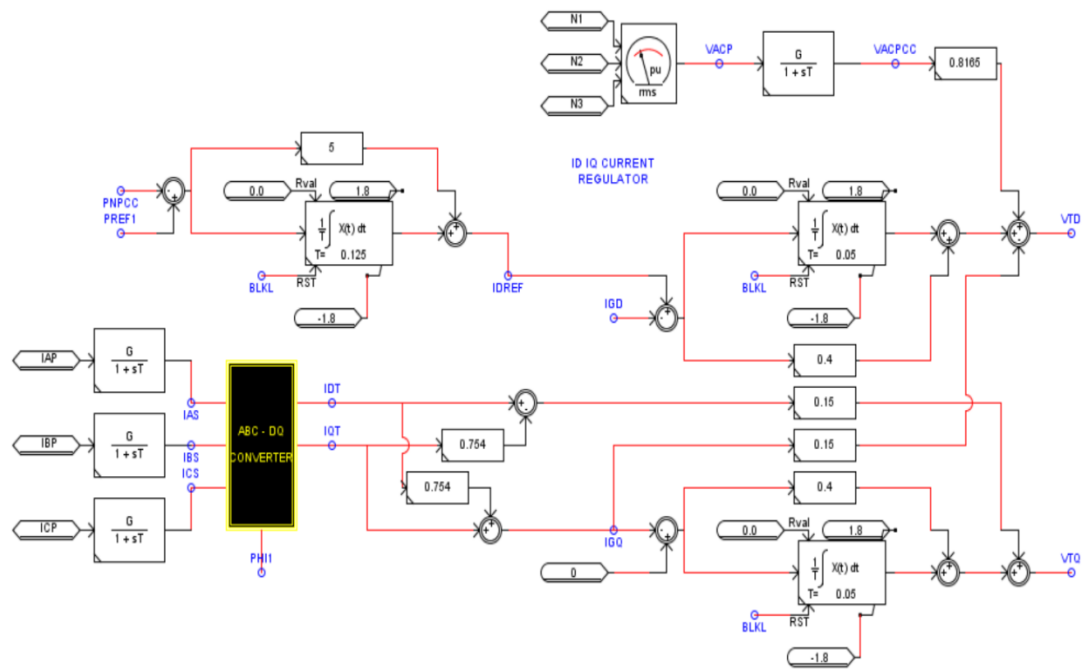 N1
N2
N3
pu
rms
VACP
G
1 + sT
VACPCC
0.8165
ID IQ CURRENT
REGULATOR
5
PNPCC
PREF1
0.0
Rval
1.8
1
T
X(t) dt
T=
0.125
BLKL
RST
-1.8
IDREF
IGD
0.0
Rval
1.8
1
T
X(t) dt
T=
0.05
BLKL
RST
-1.8
VTD
0.4
0.15
0.15
0.4
IAP
G
1 + sT
IAS
IBP
G
1 + sT
IBS
ICS
ICP
G
1 + sT
ABC - DQ
CONVERTER
PHI1
IDT
IQT
0.754
0.754
IGQ
0
0.0
Rval
1.8
1
T
X(t) dt
T=
0.05
BLKL
RST
-1.8
VTQ